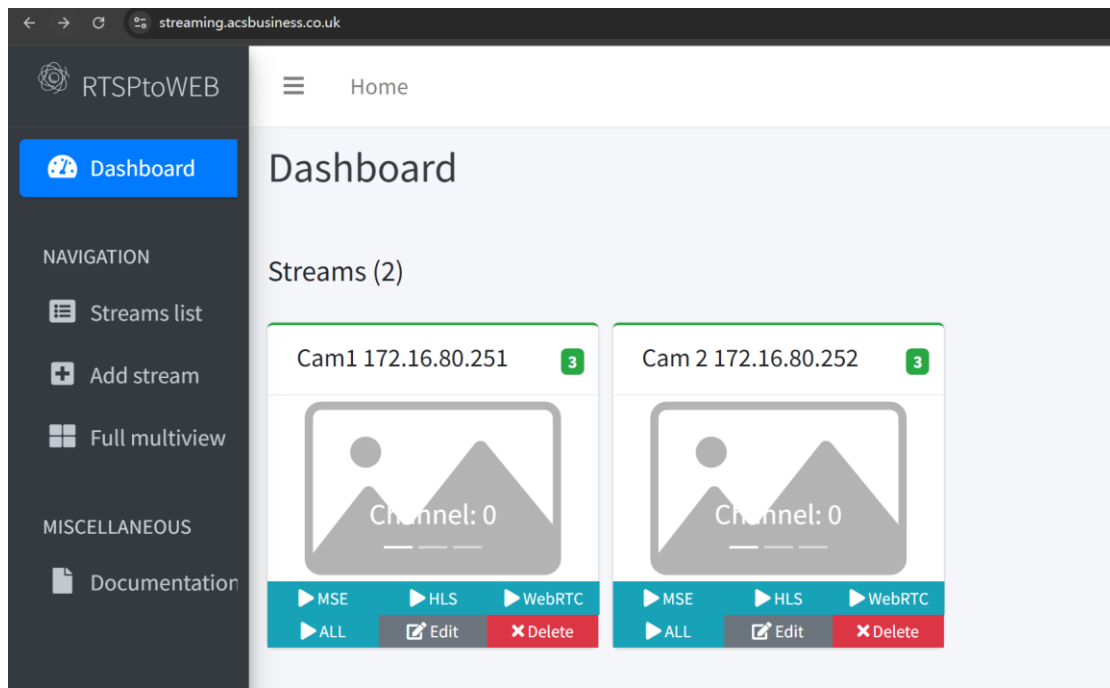 streaming.acsbusiness.co.uk
RTSPtoWEB
Home
Dashboard
Dashboard
NAVIGATION
Streams list
Add stream
Full multiview
MISCELLANEOUS
Documentation
Streams (2)
Cam1 172.16.80.251
3
Channel: 0
MSE HLS WebRTC
ALL Edit Delete
Cam 2 172.16.80.252
3
Channel: 0
MSE HLS WebRTC
ALL Edit Delete